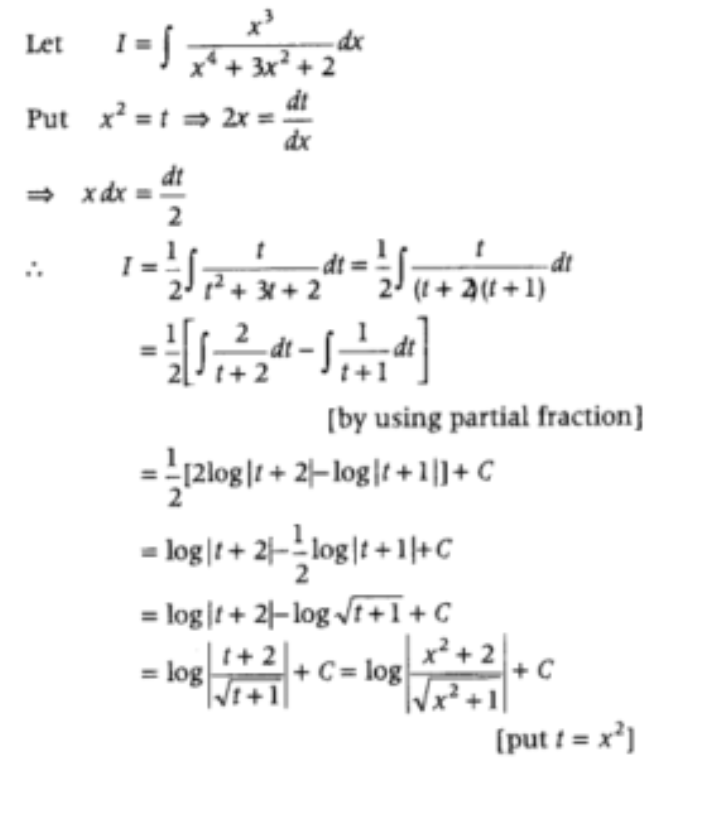 Let I = ∫ x³/(x⁴ + 3x² + 2) dx
Put x² = t ⇒ 2x = dt/dx
⇒ x dx = dt/2
∴ I = 1/2 ∫ t/(t² + 3t + 2) dt = 1/2 ∫ t/((t + 2)(t + 1)) dt
= 1/2 [∫ 2/(t + 2) dt − ∫ 1/(t + 1) dt]
[by using partial fraction]
= 1/2 [2log|t + 2|−log|t + 1|] + C
= log|t + 2|− 1/2 log|t + 1|+C
= log|t + 2|−log √(t + 1) + C
= log|(t + 2)/√(t + 1)| + C = log|(x² + 2)/√(x² + 1)| + C
[put t = x²]